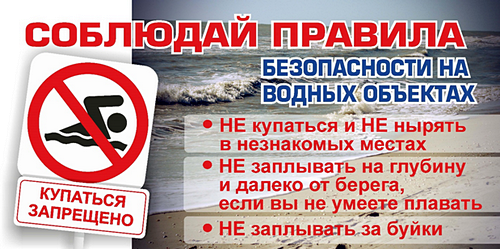 СОБЛЮДАЙ ПРАВИЛА
БЕЗОПАСНОСТИ НА
ВОДНЫХ ОБЪЕКТАХ
КУПАТЬСЯ
ЗАПРЕЩЕНО
• НЕ купаться и НЕ нырять
в незнакомых местах
• НЕ заплывать на глубину
и далеко от берега,
если вы не умеете плавать
• НЕ заплывать за буйки